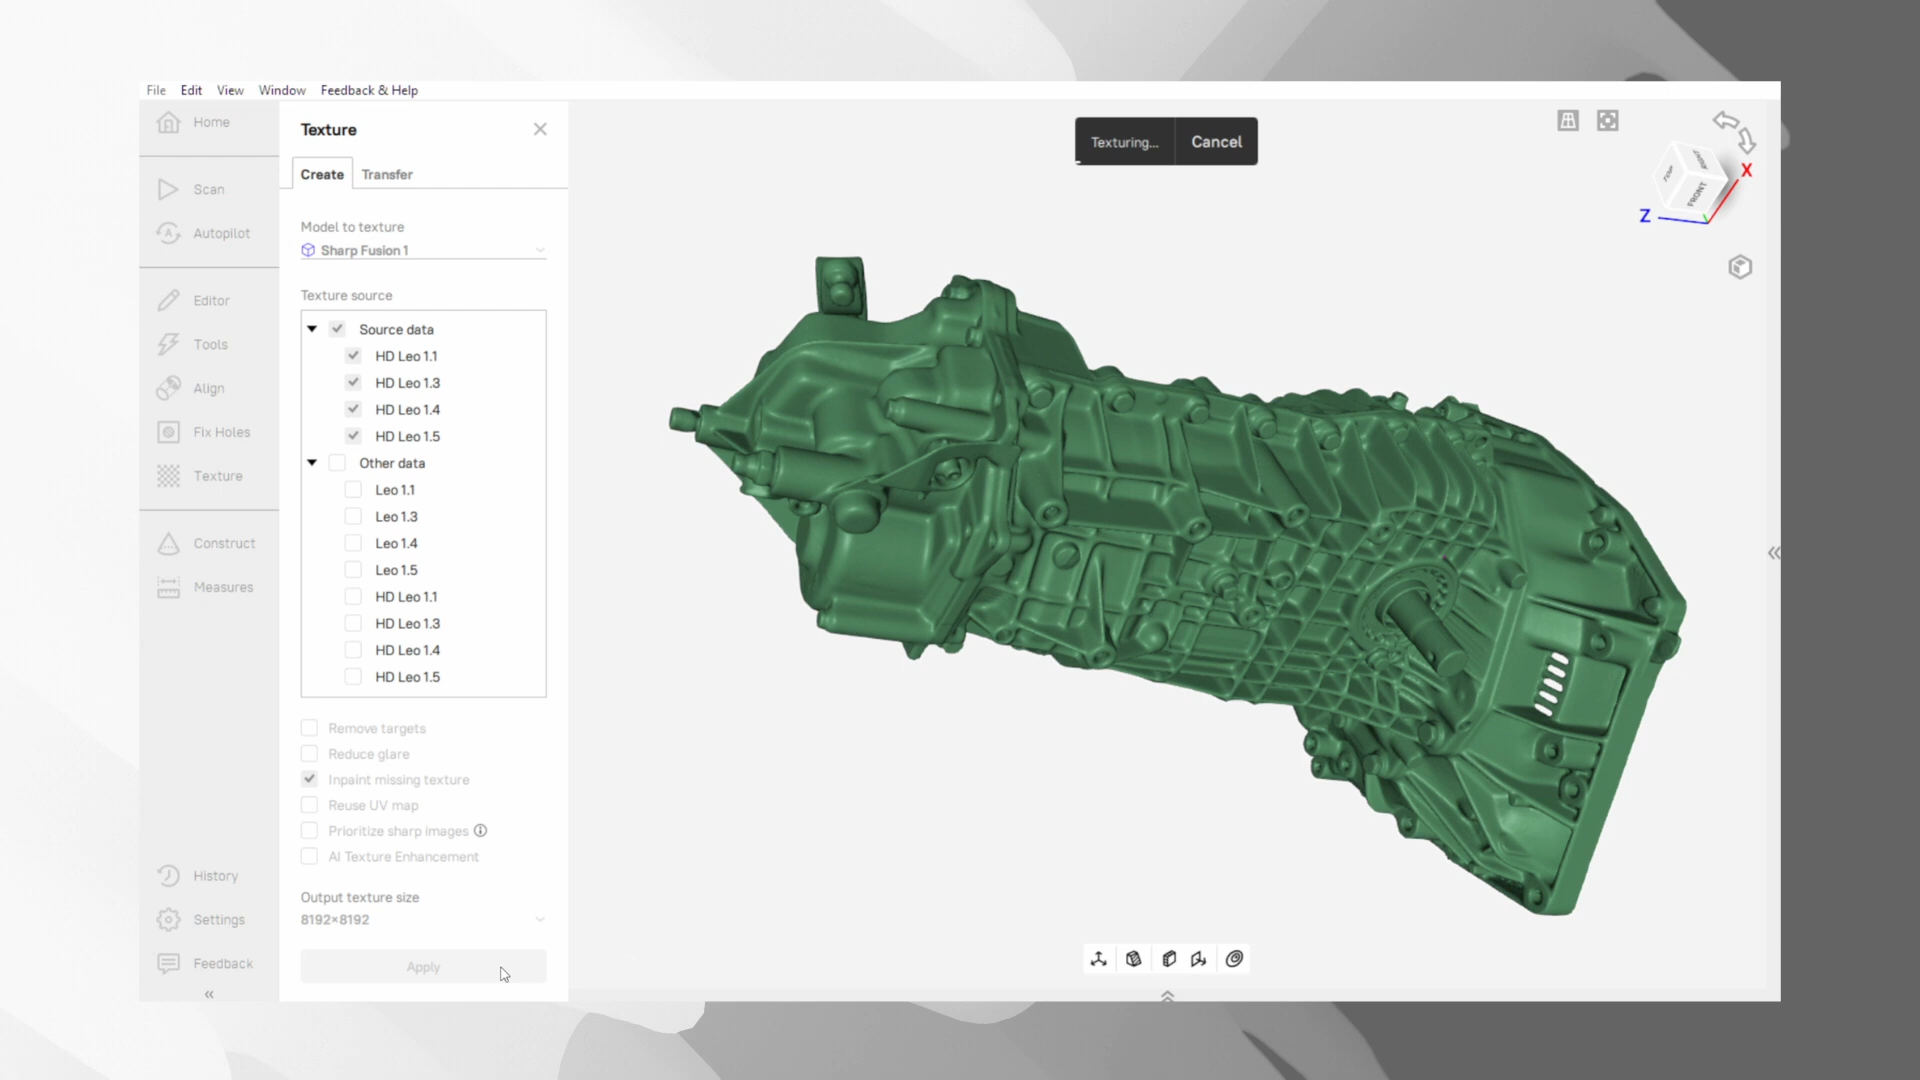 File Edit View Window Feedback & Help
Home
Scan
Autopilot
Editor
Tools
Align
Fix Holes
Texture
Construct
Measures
History
Settings
Feedback
Texture
Create Transfer
Model to texture
Sharp Fusion 1
Texture source
Source data
HD Leo 1.1
HD Leo 1.3
HD Leo 1.4
HD Leo 1.5
Other data
Leo 1.1
Leo 1.3
Leo 1.4
Leo 1.5
HD Leo 1.1
HD Leo 1.3
HD Leo 1.4
HD Leo 1.5
Remove targets
Reduce glare
Inpaint missing texture
Reuse UV map
Prioritize sharp images
AI Texture Enhancement
Output texture size
8192×8192
Apply
Texturing... Cancel
RIGHT
TOP
FRONT
X
Z